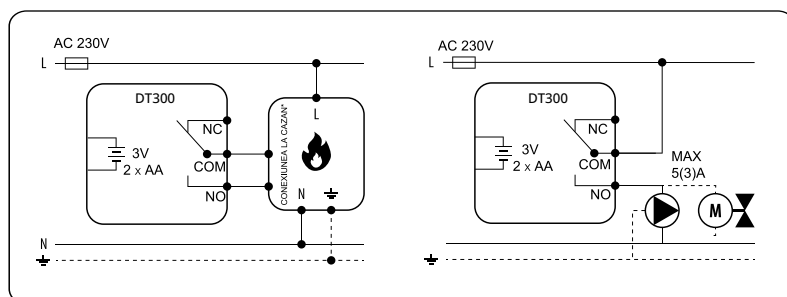 AC 230V
L
DT300
NC
3V
2 x AA
COM
NO
CONEXIUNEA LA CAZAN*
L
N
N
AC 230V
L
DT300
NC
3V
2 x AA
COM
NO
MAX
5(3)A
M